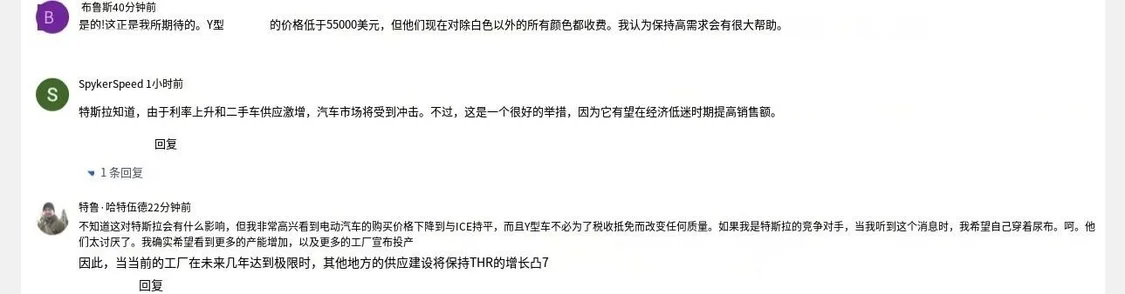 B
布鲁斯40分钟前
是的!这正是我所期待的。Y型 的价格低于55000美元，但他们现在对除白色以外的所有颜色都收费。我认为保持高需求会有很大帮助。
S
SpykerSpeed 1小时前
特斯拉知道，由于利率上升和二手车供应激增，汽车市场将受到冲击。不过，这是一个很好的举措，因为它有望在经济低迷时期提高销售额。
回复
1 条回复
特鲁·哈特伍德22分钟前
不知道这对特斯拉会有什么影响，但我非常高兴看到电动汽车的购买价格下降到与ICE持平，而且Y型车不必为了税收抵免而改变任何质量。如果我是特斯拉的竞争对手，当我听到这个消息时，我希望自己穿着尿布。呵。他
们太讨厌了。我确实希望看到更多的产能增加，以及更多的工厂宣布投产
因此，当当前的工厂在未来几年达到极限时，其他地方的供应建设将保持THR的增长凸7
回复